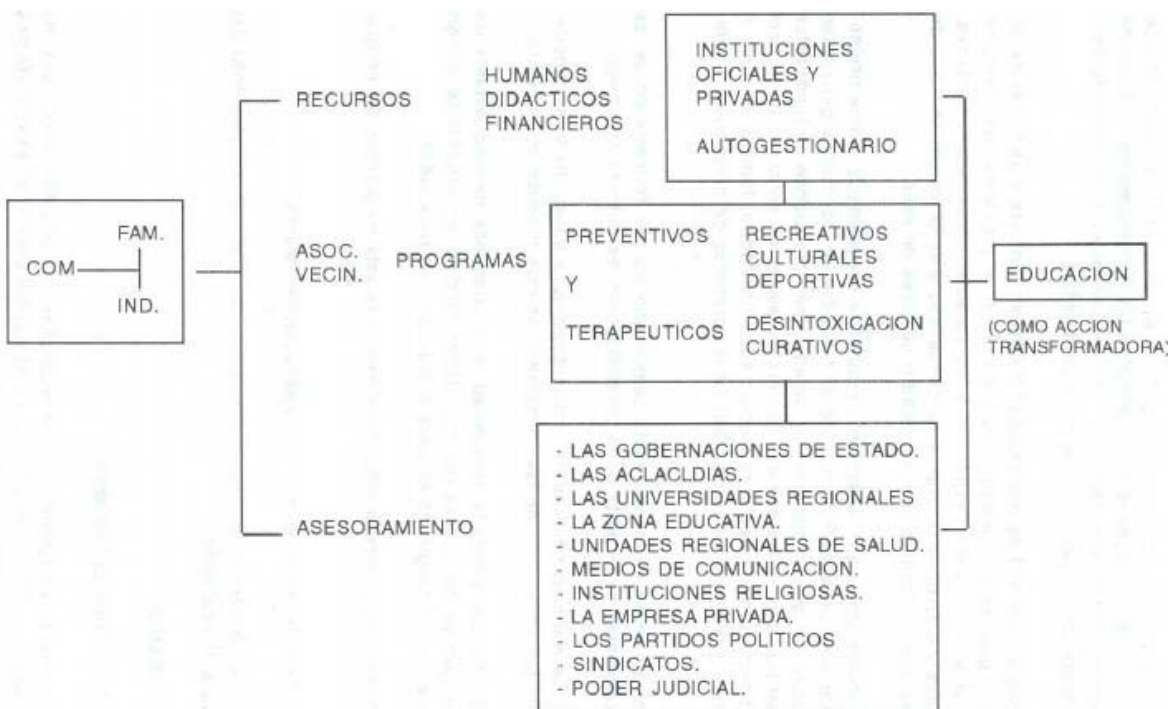 COM
FAM.
IND.
RECURSOS
HUMANOS
DIDACTICOS
FINANCIEROS
INSTITUCIONES
OFICIALES Y
PRIVADAS
AUTOGESTIONARIO
ASOC.
VECIN.
PROGRAMAS
PREVENTIVOS
Y
TERAPEUTICOS
RECREATIVOS
CULTURALES
DEPORTIVAS
DESINTOXICACION
CURATIVOS
EDUCACION
(COMO ACCION
TRANSFORMADORA)
ASESORAMIENTO
- LAS GOBERNACIONES DE ESTADO.
- LAS ACLACLDIAS.
- LAS UNIVERSIDADES REGIONALES
- LA ZONA EDUCATIVA.
- UNIDADES REGIONALES DE SALUD.
- MEDIOS DE COMUNICACION.
- INSTITUCIONES RELIGIOSAS.
- LA EMPRESA PRIVADA.
- LOS PARTIDOS POLITICOS
- SINDICATOS.
- PODER JUDICIAL.